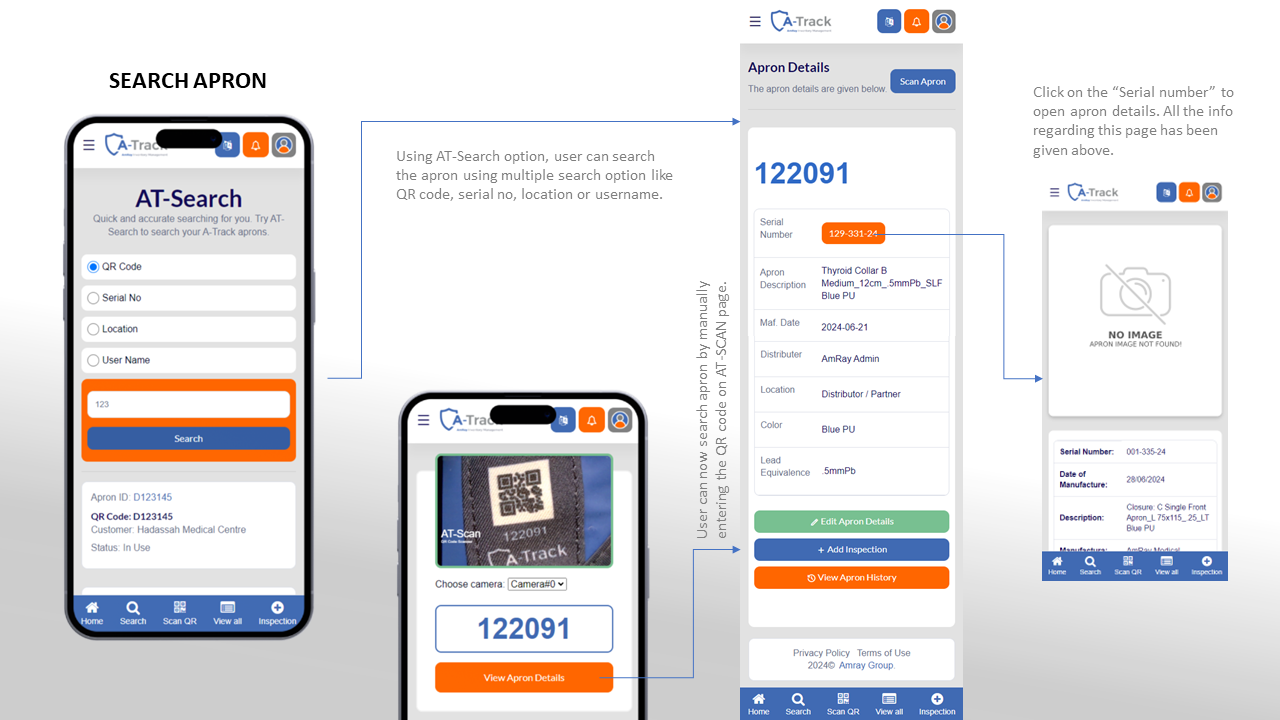 SEARCH APRON
A-Track
AT-Search
Quick and accurate searching for you. Try AT-
Search to search your A-Track aprons.
QR Code
Serial No
Location
User Name
123
Search
Apron ID: D123145
QR Code: D123145
Customer: Hadassah Medical Centre
Status: In Use
Home
Search
Scan QR
View all
Inspection
Using AT-Search option, user can search
the apron using multiple search option like
QR code, serial no, location or username.
A-Track
AT-Scan
122091
A-Track
Choose camera: Camera#0
122091
View Apron Details
User can now search apron by manually
entering the QR code on AT-SCAN page.
A-Track
Apron Details
The apron details are given below.
Scan Apron
122091
Serial
Number
129-331-24
Apron
Description
Thyroid Collar B
Medium_12cm_.5mmPb_SLF
Blue PU
Maf. Date
2024-06-21
Distributer
AmRay Admin
Location
Distributor / Partner
Color
Blue PU
Lead
Equivalence
.5mmPb
Edit Apron Details
+ Add Inspection
View Apron History
Privacy Policy Terms of Use
2024© Amray Group.
Home
Search
Scan QR
View all
Inspection
Click on the “Serial number” to
open apron details. All the info
regarding this page has been
given above.
A-Track
NO IMAGE
APRON IMAGE NOT FOUND!
Serial Number: 001-335-24
Date of
Manufacture:
28/06/2024
Description:
Closure: C Single Front
Apron_L 75x115_.25_LT
Blue PU
Manufacture: AmRay Medical
Home
Search
Scan QR
View all
Inspection